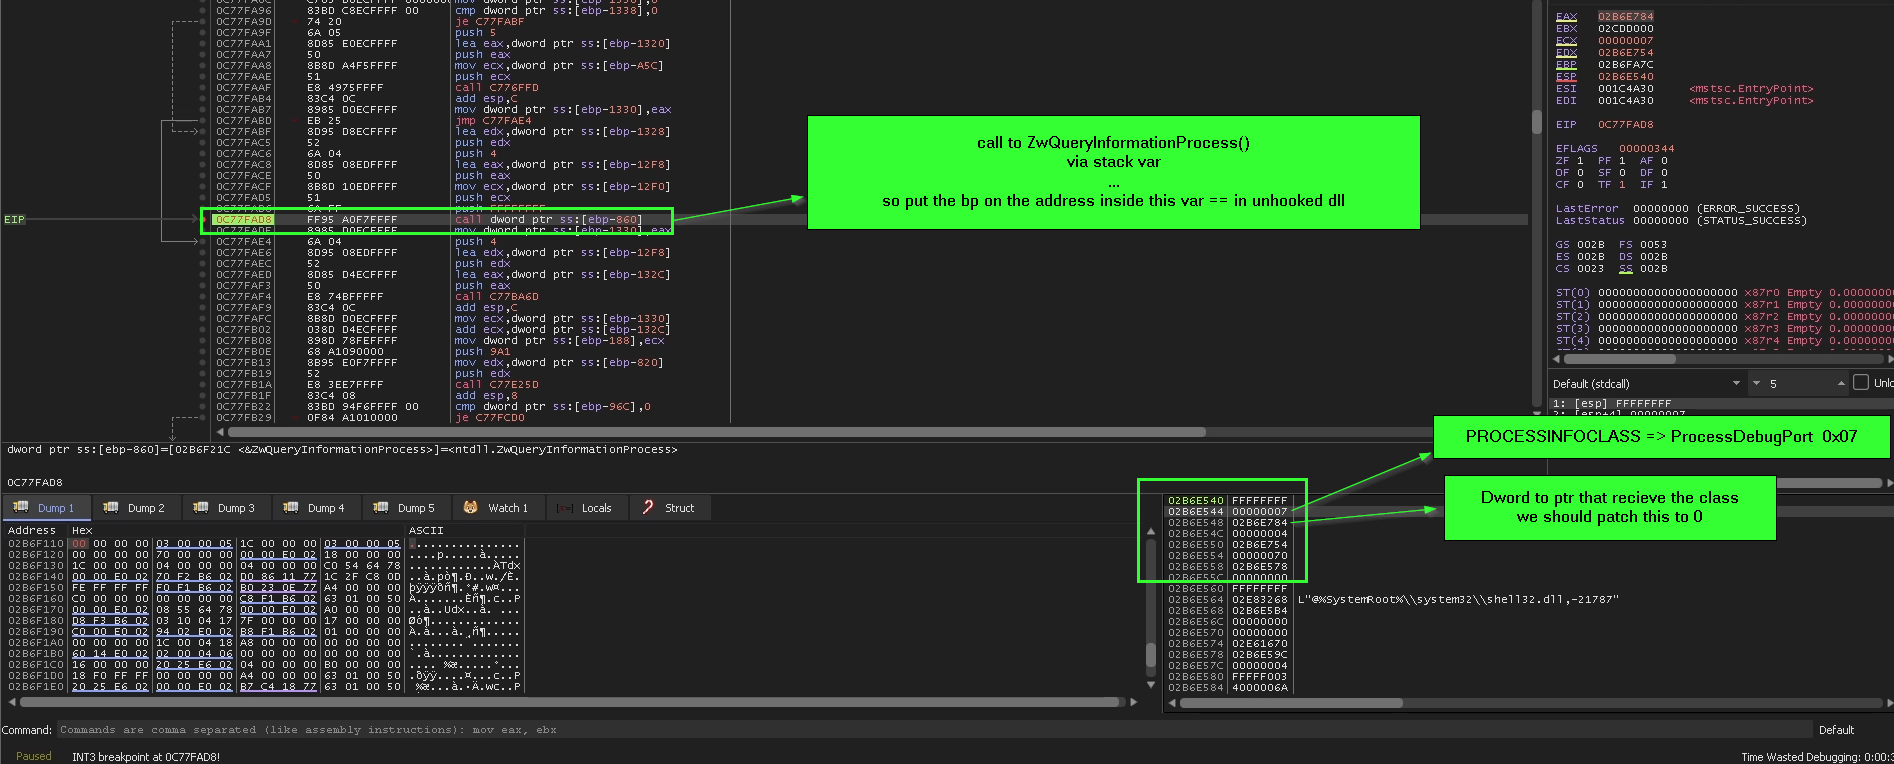 0C77FA96 83BD C8ECFFFF 00 cmp dword ptr ss:[ebp-1338],0
0C77FA9D 74 20 je C77FABF
0C77FA9F 6A 05 push 5
0C77FAA1 8D85 E0ECFFFF lea eax,dword ptr ss:[ebp-1320]
0C77FAA7 50 push eax
0C77FAA8 8B8D A4F5FFFF mov ecx,dword ptr ss:[ebp-A5C]
0C77FAAE 51 push ecx
0C77FAAF E8 4975FFFF call C776FFD
0C77FAB4 83C4 0C add esp,C
0C77FAB7 8985 D0ECFFFF mov dword ptr ss:[ebp-1330],eax
0C77FABD EB 25 jmp C77FAE4
0C77FABF 8D95 D8ECFFFF lea edx,dword ptr ss:[ebp-1328]
0C77FAC5 52 push edx
0C77FAC6 6A 04 push 4
0C77FAC8 8D85 08EDFFFF lea eax,dword ptr ss:[ebp-12F8]
0C77FACE 50 push eax
0C77FACF 8B8D 10EDFFFF mov ecx,dword ptr ss:[ebp-12F0]
0C77FAD5 51 push ecx
EIP
0C77FAD8 FF95 A0F7FFFF call dword ptr ss:[ebp-860]
0C77FADE 8985 D0ECFFFF mov dword ptr ss:[ebp-1330],eax
0C77FAE4 6A 04 push 4
0C77FAE6 8D95 08EDFFFF lea edx,dword ptr ss:[ebp-12F8]
0C77FAEC 52 push edx
0C77FAED 8D85 D4ECFFFF lea eax,dword ptr ss:[ebp-132C]
0C77FAF3 50 push eax
0C77FAF4 E8 74BFFFFF call C77BA6D
0C77FAF9 83C4 0C add esp,C
0C77FAFC 8B8D D0ECFFFF mov ecx,dword ptr ss:[ebp-1330]
0C77FB02 038D D4ECFFFF add ecx,dword ptr ss:[ebp-132C]
0C77FB08 898D 78FEFFFF mov dword ptr ss:[ebp-188],ecx
0C77FB0E 68 A1090000 push 9A1
0C77FB13 8B95 E0F7FFFF mov edx,dword ptr ss:[ebp-820]
0C77FB19 52 push edx
0C77FB1A E8 3EE7FFFF call C77E25D
0C77FB1F 83C4 08 add esp,8
0C77FB22 83BD 94F6FFFF 00 cmp dword ptr ss:[ebp-96C],0
0C77FB29 0F84 A1010000 je C77FCD0
call to ZwQueryInformationProcess()
via stack var
...
so put the bp on the address inside this var == in unhooked dll
EAX 02B6E784
EBX 02CDD000
ECX 00000007
EDX 02B6E754
EBP 02B6FA7C
ESP 02B6E540
ESI 001C4A30 <mstsc.EntryPoint>
EDI 001C4A30 <mstsc.EntryPoint>
EIP 0C77FAD8
EFLAGS 00000344
ZF 1 PF 1 AF 0
OF 0 SF 0 DF 0
CF 0 TF 1 IF 1
LastError 00000000 (ERROR_SUCCESS)
LastStatus 00000000 (STATUS_SUCCESS)
GS 002B FS 0053
ES 002B DS 002B
CS 0023 SS 002B
ST(0) 00000000000000000000 x87r0 Empty 0.00000000
ST(1) 00000000000000000000 x87r1 Empty 0.00000000
ST(2) 00000000000000000000 x87r2 Empty 0.00000000
ST(3) 00000000000000000000 x87r3 Empty 0.00000000
ST(4) 00000000000000000000 x87r4 Empty 0.00000000
Default (stdcall) 5
1: [esp] FFFFFFFF
2: [esp+4] 00000007
PROCESSINFOCLASS => ProcessDebugPort 0x07
Dword to ptr that recieve the class
we should patch this to 0
dword ptr ss:[ebp-860]=[02B6F21C <&ZwQueryInformationProcess>]=<ntdll.ZwQueryInformationProcess>
0C77FAD8
Dump 1 Dump 2 Dump 3 Dump 4 Dump 5 Watch 1 Locals Struct
Address Hex ASCII
02B6F110 00 00 00 00 03 00 00 05 1C 00 00 00 03 00 00 05
02B6F120 00 00 00 00 70 00 00 00 00 00 E0 02 18 00 00 00
02B6F130 1C 00 00 00 04 00 00 00 04 00 00 00 C0 54 64 78
02B6F140 00 00 E0 02 70 F2 B6 02 D0 86 11 77 1C 2F C8 0D
02B6F150 FE FF FF FF F0 F1 B6 02 B0 23 0E 77 A4 00 00 00
02B6F160 C0 00 00 00 00 00 00 00 C8 F1 B6 02 63 01 00 50
02B6F170 00 00 E0 02 08 55 64 78 00 00 E0 02 A0 00 00 00
02B6F180 D8 F3 B6 02 03 10 04 17 7F 00 00 00 17 00 00 00
02B6F190 C0 00 E0 02 94 02 E0 02 B8 F1 B6 02 01 00 00 00
02B6F1A0 00 00 00 00 1C 00 04 18 A8 00 00 00 00 00 00 00
02B6F1B0 60 14 E0 02 02 00 04 06 00 00 00 00 00 00 00 00
02B6F1C0 16 00 00 00 20 25 E6 02 04 00 00 00 B0 00 00 00
02B6F1D0 18 F0 FF FF 00 00 00 00 A4 00 00 00 63 01 00 50
02B6F1E0 20 25 E6 02 00 00 E0 02 B7 C4 18 77 63 01 00 50
02B6E540 FFFFFFFF
02B6E544 00000007
02B6E548 02B6E784
02B6E54C 00000004
02B6E550 02B6E754
02B6E554 00000070
02B6E558 02B6E578
02B6E55C 00000000
02B6E560 FFFFFFFF
02B6E564 02E83268 L"@%SystemRoot%\\system32\\shell32.dll,-21787"
02B6E568 02B6E5B4
02B6E56C 00000000
02B6E570 00000000
02B6E574 02E61670
02B6E578 02B6E59C
02B6E57C 00000004
02B6E580 FFFFF003
02B6E584 4000006A
Command: Commands are comma separated (like assembly instructions): mov eax, ebx Default
Paused INT3 breakpoint at 0C77FAD8! Time Wasted Debugging: 0:00: